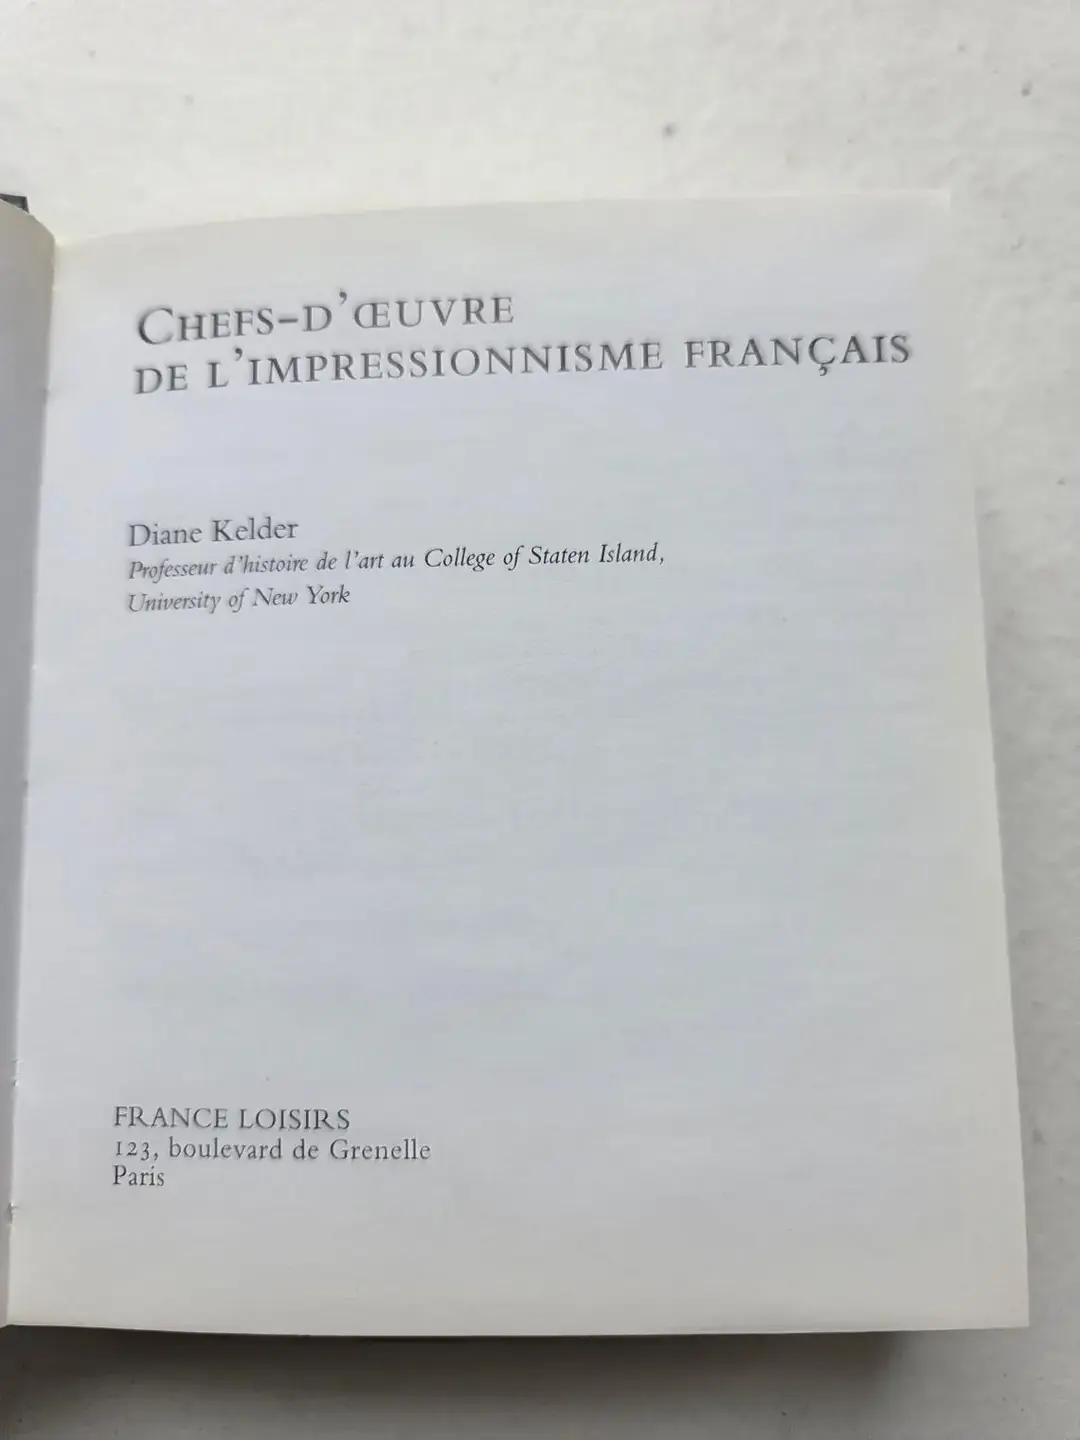 CHEFS-D'ŒUVRE
DE L'IMPRESSIONNISME FRANÇAIS
Diane Kelder
Professeur d'histoire de l'art au College of Staten Island,
University of New York
FRANCE LOISIRS
123, boulevard de Grenelle
Paris